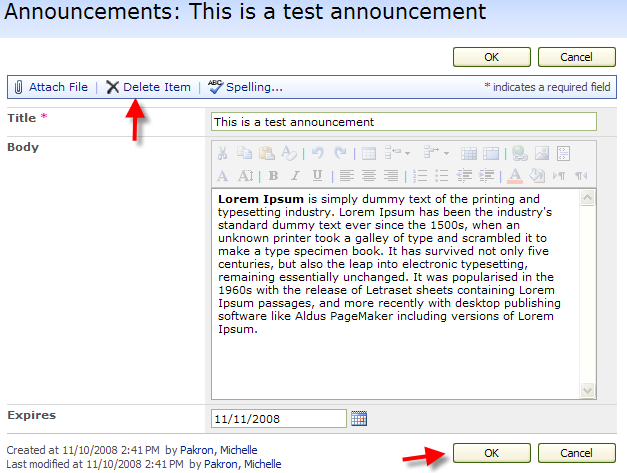 Announcements: This is a test announcement
OK Cancel
Attach File | Delete Item | ABC Spelling... * indicates a required field
Title * This is a test announcement
Body
A A B I U A
Lorem Ipsum is simply dummy text of the printing and
typesetting industry. Lorem Ipsum has been the industry's
standard dummy text ever since the 1500s, when an
unknown printer took a galley of type and scrambled it to
make a type specimen book. It has survived not only five
centuries, but also the leap into electronic typesetting,
remaining essentially unchanged. It was popularised in the
1960s with the release of Letraset sheets containing Lorem
Ipsum passages, and more recently with desktop publishing
software like Aldus PageMaker including versions of Lorem
Ipsum.
Expires 11/11/2008
Created at 11/10/2008 2:41 PM by Pakron, Michelle OK Cancel
Last modified at 11/10/2008 2:41 PM by Pakron, Michelle